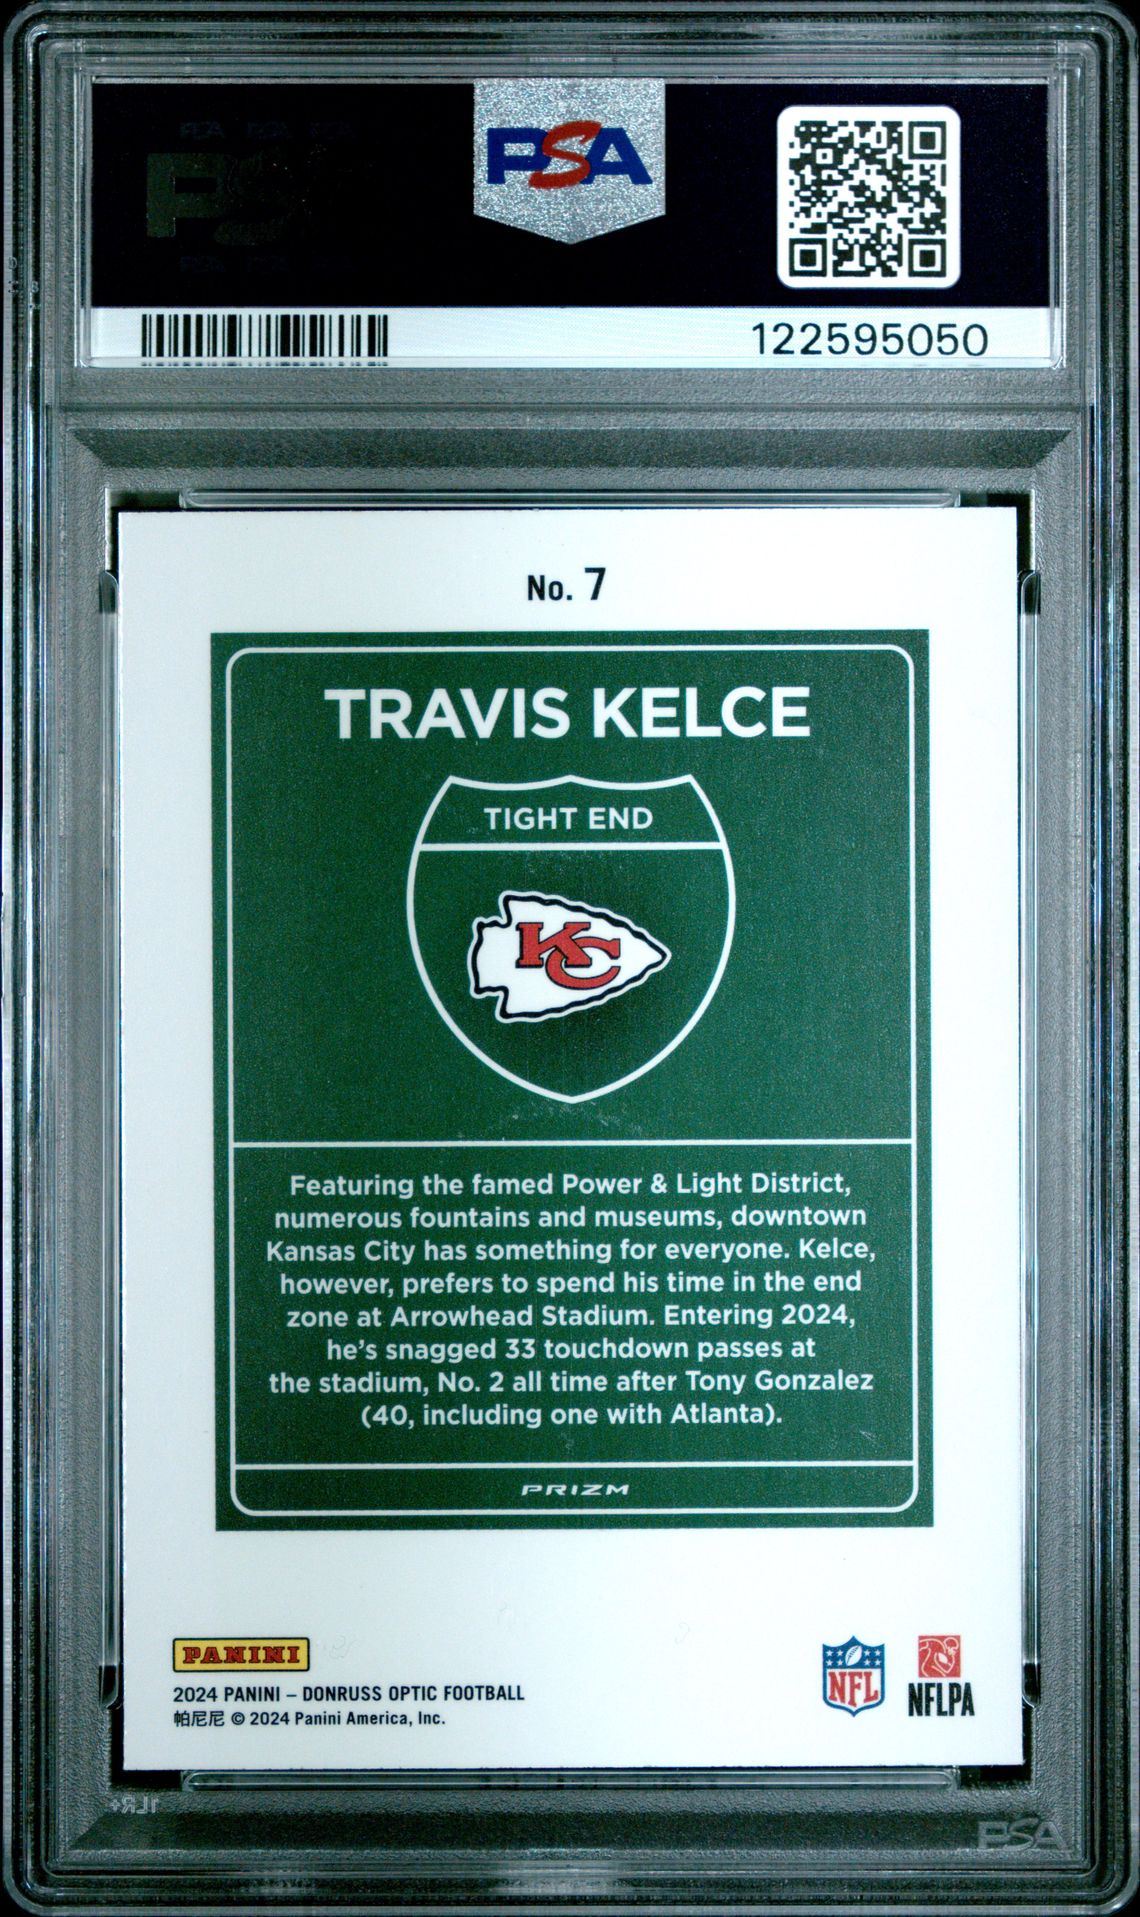 PSA
122595050
No. 7
TRAVIS KELCE
TIGHT END
KC
Featuring the famed Power & Light District,
numerous fountains and museums, downtown
Kansas City has something for everyone. Kelce,
however, prefers to spend his time in the end
zone at Arrowhead Stadium. Entering 2024,
he's snagged 33 touchdown passes at
the stadium, No. 2 all time after Tony Gonzalez
(40, including one with Atlanta).
PRIZM
PANINI
NFL
NFLPA
2024 PANINI – DONRUSS OPTIC FOOTBALL
帕尼尼 © 2024 Panini America, Inc.
1LR+
PSA